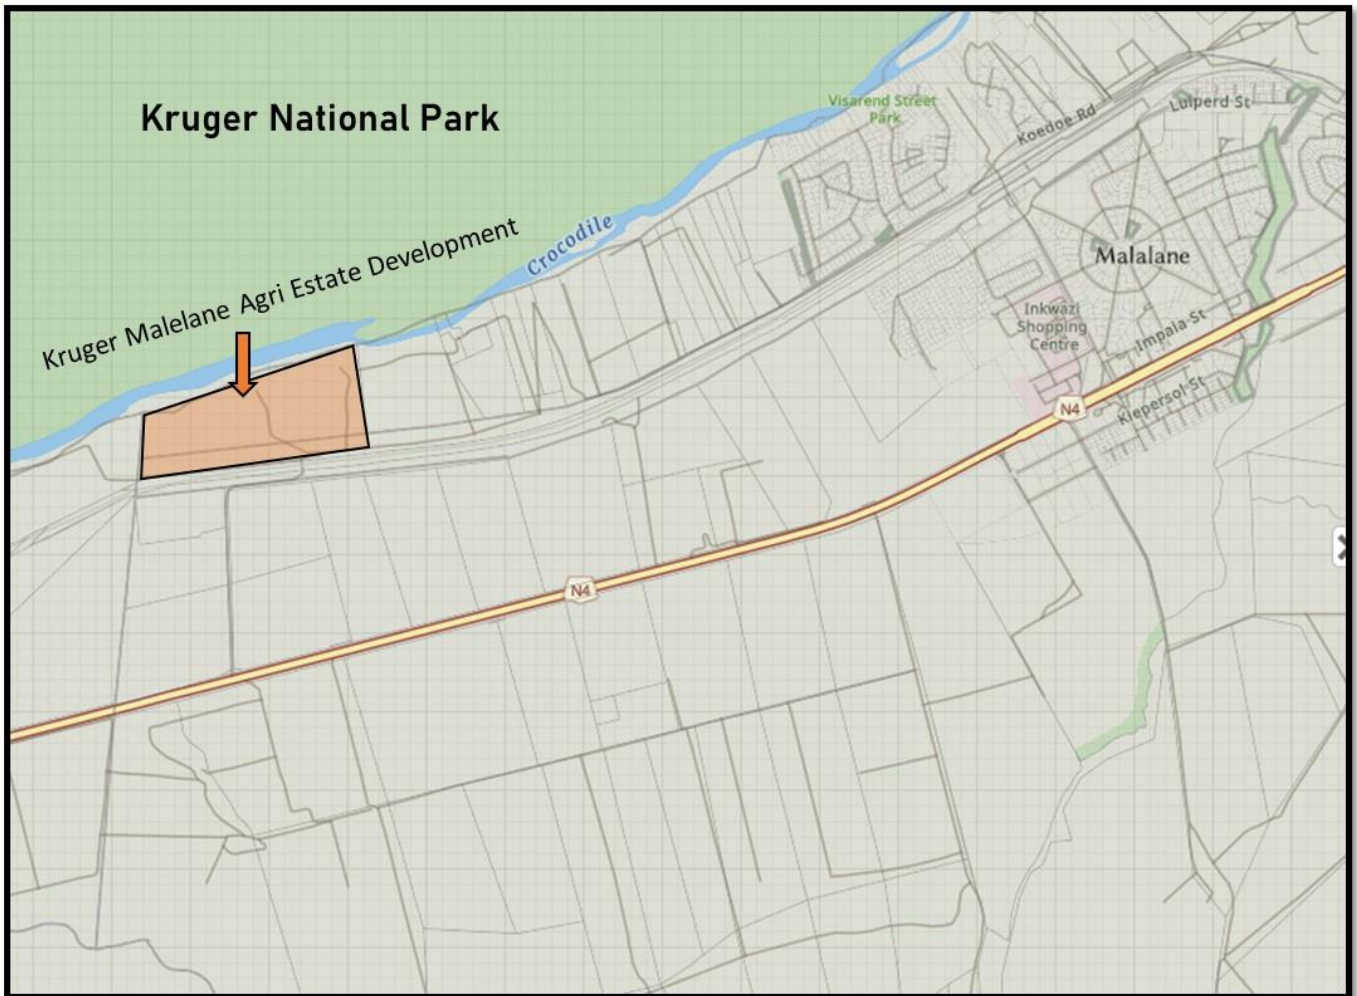 Kruger National Park
Visarend Street
Park
Koedoe Rd
Luiperd St
Kruger Malelane Agri Estate Development
Crocodile
Malalane
Inkwazi
Shopping
Centre
Impala St
Kiepersol St
N4
N4